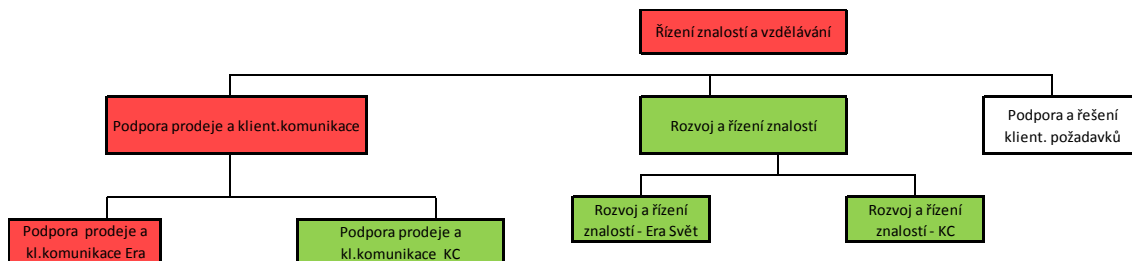 Řízení znalostí a vzdělávání
Podpora prodeje a klient.komunikace
Rozvoj a řízení znalostí
Podpora a řešení
klient. požadavků
Podpora  prodeje a
kl.komunikace Era
Podpora prodeje a
kl.komunikace  KC
Rozvoj a řízení
znalostí - Era Svět
Rozvoj a řízení
znalostí - KC